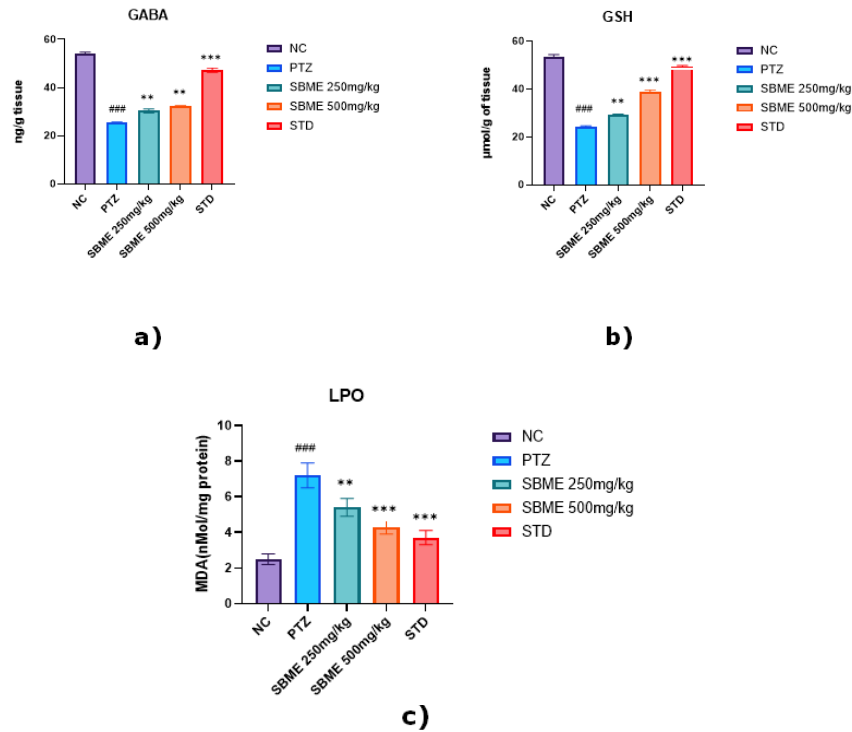 GABA
ng/g tissue
60
40
20
0
###
**
**
***
NC
PTZ
SBME 250mg/kg
SBME 500mg/kg
STD
NC
PTZ
SBME 250mg/kg
SBME 500mg/kg
STD
a)
GSH
µmol/g of tissue
60
40
20
0
###
**
***
***
NC
PTZ
SBME 250mg/kg
SBME 500mg/kg
STD
NC
PTZ
SBME 250mg/kg
SBME 500mg/kg
STD
b)
LPO
MDA(nMol/mg protein)
10
8
6
4
2
0
###
**
***
***
NC
PTZ
SBME 250mg/kg
SBME 500mg/kg
STD
NC
PTZ
SBME 250mg/kg
SBME 500mg/kg
STD
c)